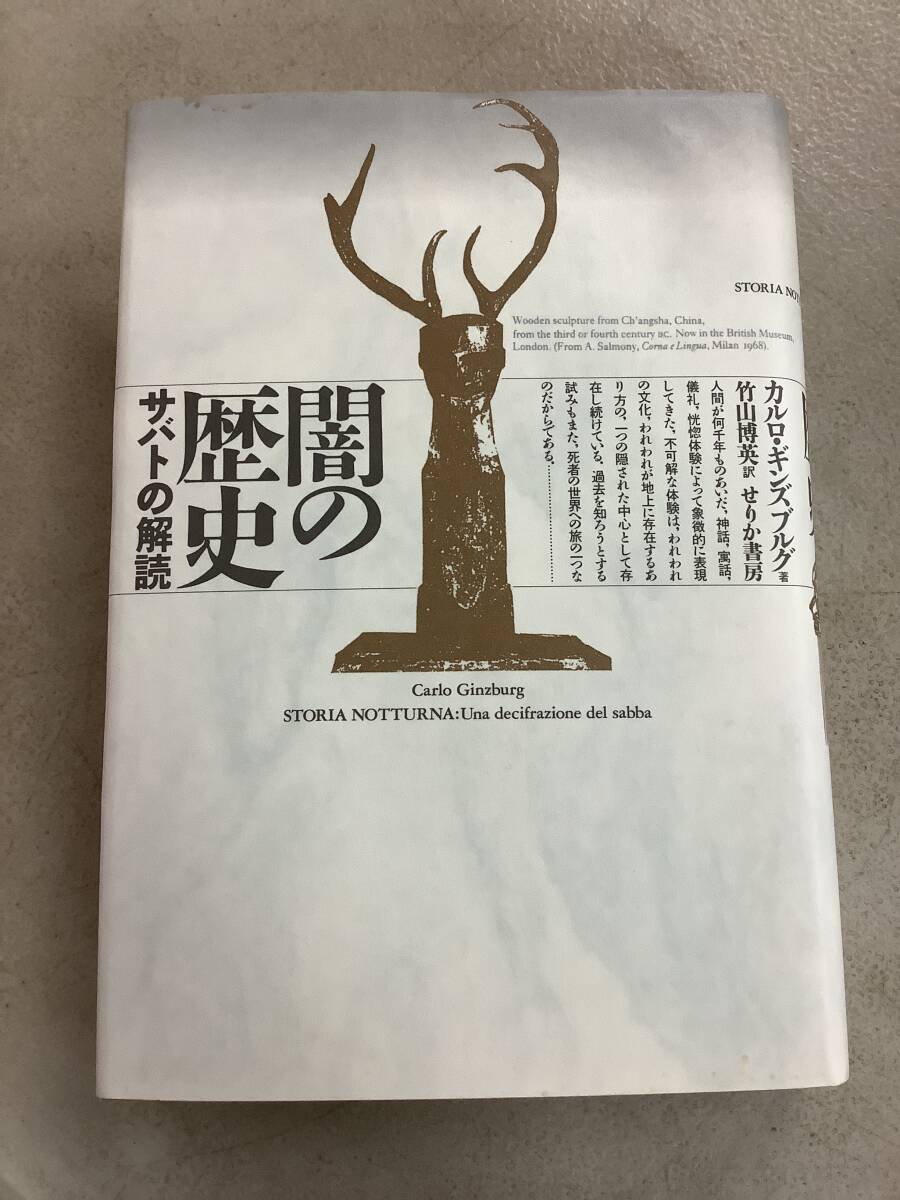 STORIA NOT
Wooden sculpture from Ch'angsha, China,
from the third or fourth century BC. Now in the British Museum,
London. (From A. Salmony, Corna e Lingua, Milan 1968).
カルロ・ギンズブルグ著
竹山博英訳 せりか書房
人間が何千年ものあいだ、神話、寓話、
儀礼、恍惚体験によって象徴的に表現
してきた、不可解な体験は、われわれ
の文化、われわれが地上に存在するあ
り方の、一つの隠された中心として存
在し続けている。過去を知ろうとする
試みもまた、死者の世界への旅の一つな
のだからである。…………………
闇の
歴史
サバトの解読
Carlo Ginzburg
STORIA NOTTURNA:Una decifrazione del sabba